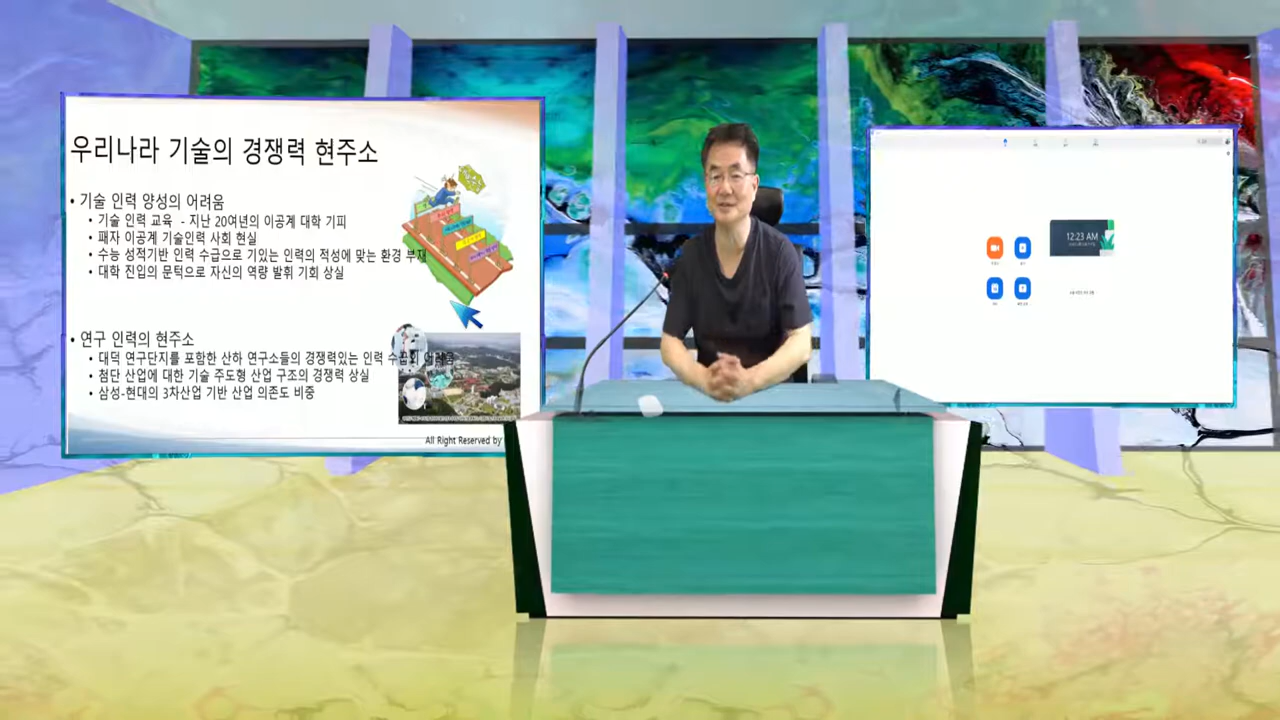 우리나라 기술의 경쟁력 현주소
• 기술 인력 양성의 어려움
• 기술 인력 교육 - 지난 20여년의 이공계 대학 기피
• 패자 이공계 기술인력 사회 현실
• 수능 성적기반 인력 수급으로 기있는 인력의 적성에 맞는 환경 부재
• 대학 진입의 문턱으로 자신의 역량 발휘 기회 상실
• 연구 인력의 현주소
• 대덕 연구단지를 포함한 산하 연구소들의 경쟁력있는 인력 수급의 어려움
• 첨단 산업에 대한 기술 주도형 산업 구조의 경쟁력 상실
• 삼성-현대의 3차산업 기반 산업 의존도 비중
All Right Reserved by
12:23 AM